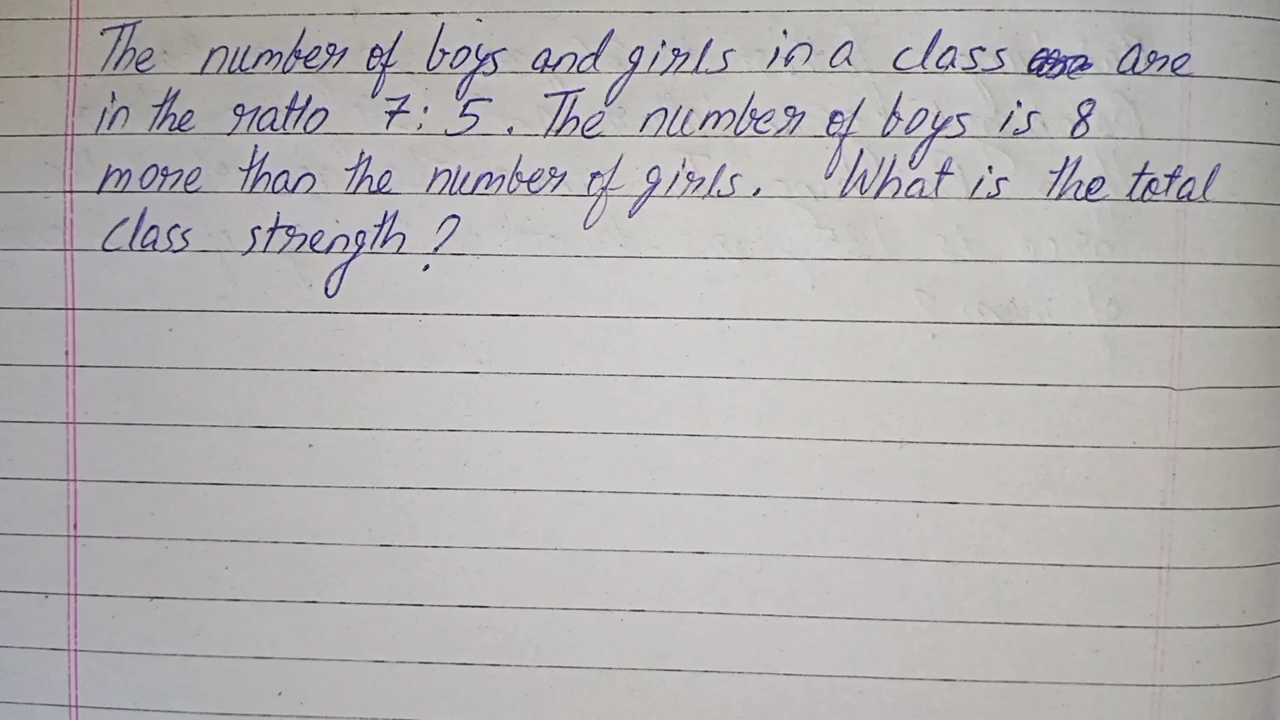 The number of boys and girls in a class are
in the ratio 7:5. The number of boys is 8
more than the number of girls. What is the total
class strength?